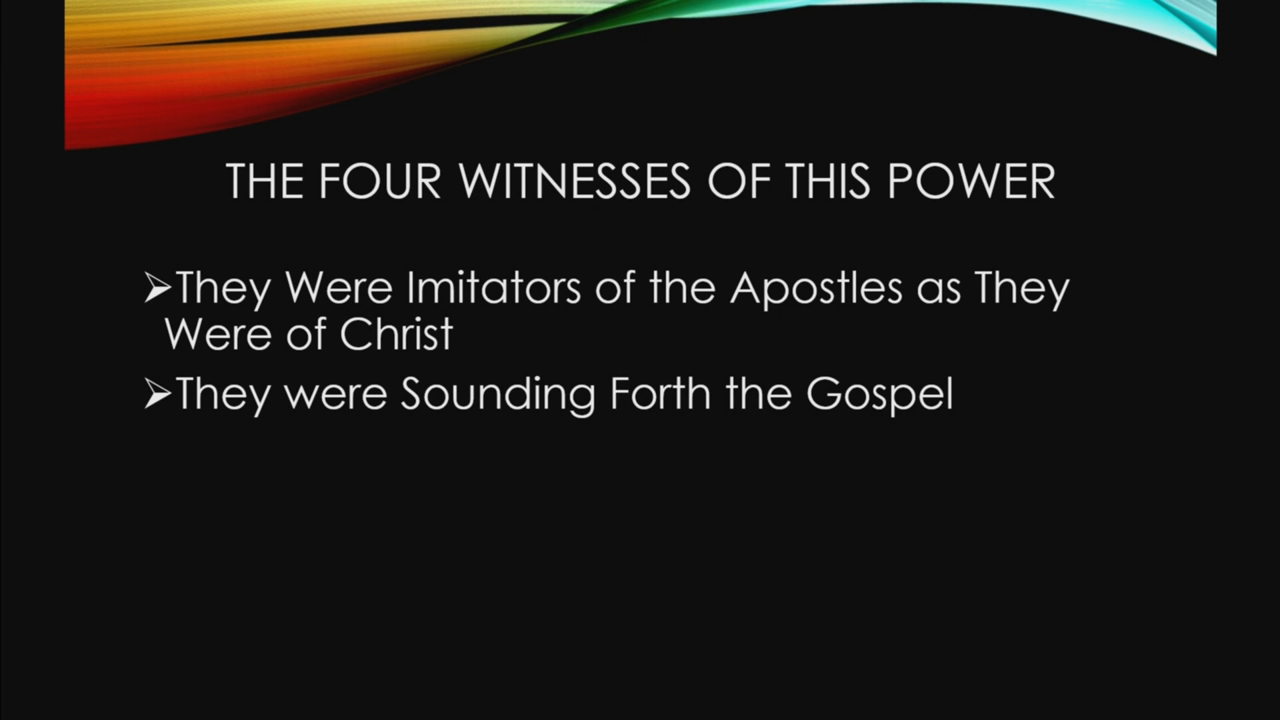 THE FOUR WITNESSES OF THIS POWER
➢They Were Imitators of the Apostles as They
Were of Christ
➢They were Sounding Forth the Gospel